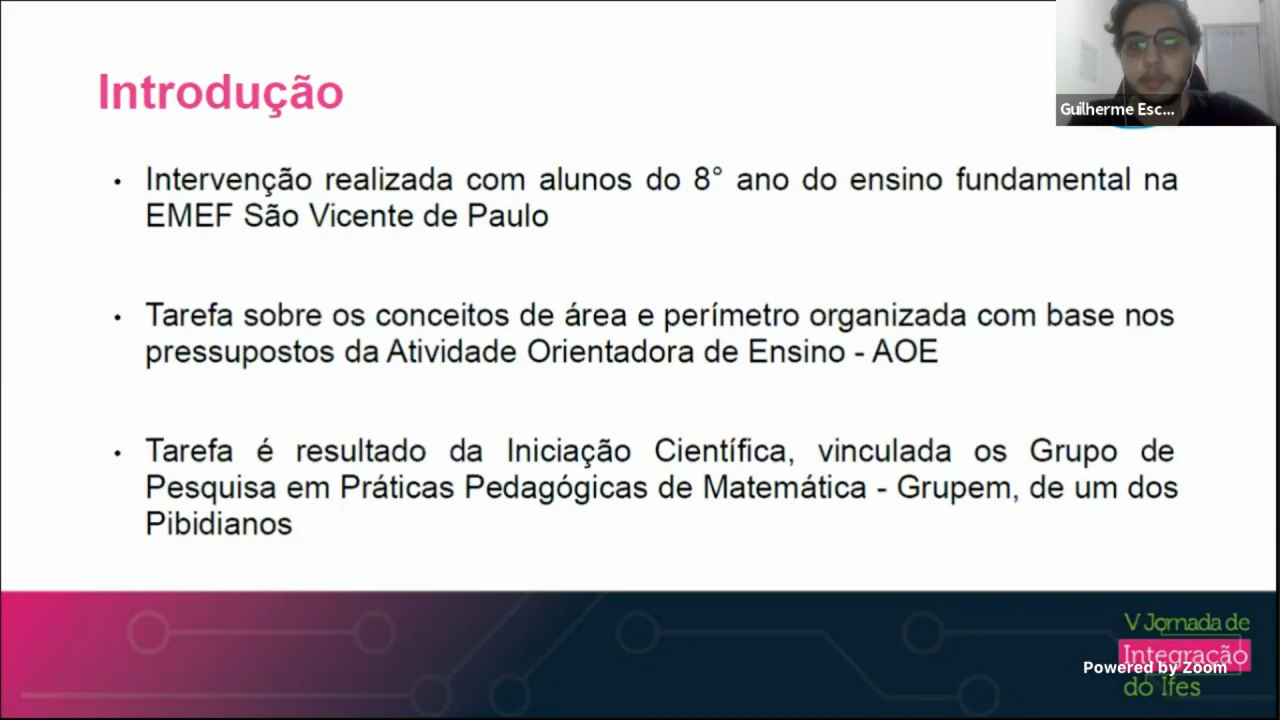 Introdução
Guilherme Esc...
• Intervenção realizada com alunos do 8° ano do ensino fundamental na
EMEF São Vicente de Paulo
• Tarefa sobre os conceitos de área e perímetro organizada com base nos
pressupostos da Atividade Orientadora de Ensino - AOE
• Tarefa é resultado da Iniciação Científica, vinculada os Grupo de
Pesquisa em Práticas Pedagógicas de Matemática - Grupem, de um dos
Pibidianos
V Jornada de
Integração
Powered by Zoom
do Ifes